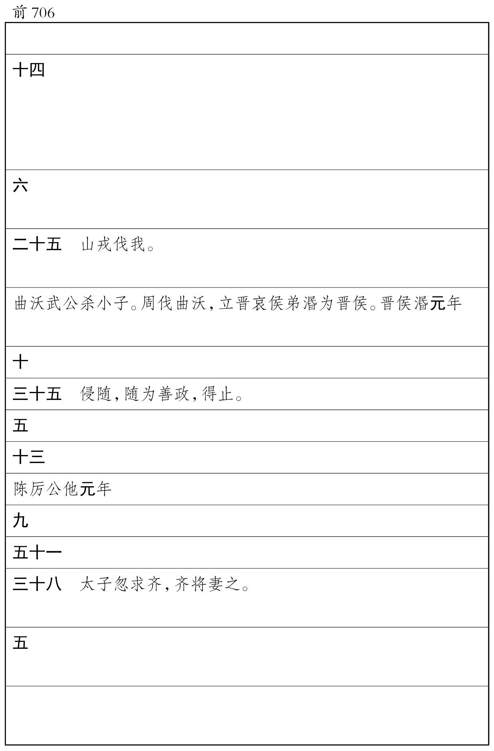 前706
十四
六
二十五 山戎伐我。
曲沃武公杀小子。周伐曲沃,立晋哀侯弟湣为晋侯。晋侯湣元年
十
三十五 侵随,随为善政,得止。
五
十三
陈厉公他元年
九
五十一
三十八 太子忽求齐,齐将妻之。
五